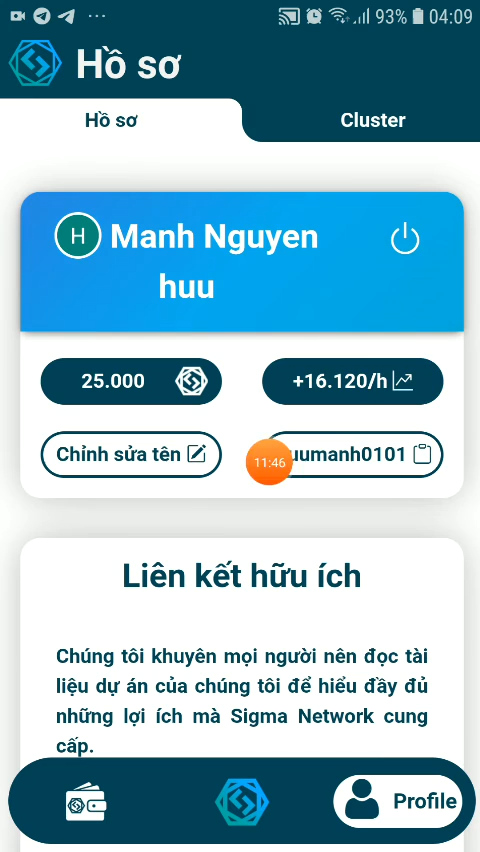 93% 04:09
Hồ sơ
Hồ sơ Cluster
H Manh Nguyen
huu
25.000 +16.120/h
Chỉnh sửa tên uumanh0101
11:46
Liên kết hữu ích
Chúng tôi khuyên mọi người nên đọc tài
liệu dự án của chúng tôi để hiểu đầy đủ
những lợi ích mà Sigma Network cung
cấp.
Profile